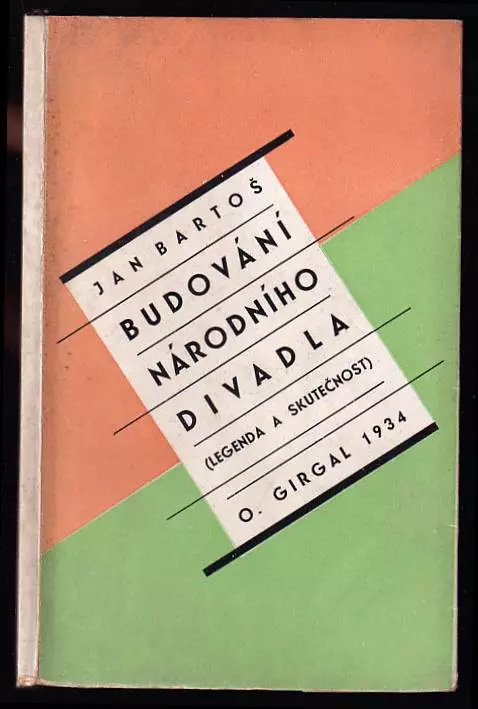 JAN BARTOŠ
BUDOVÁNÍ
NÁRODNÍHO
DIVADLA
(LEGENDA A SKUTEČNOST)
O. GIRGAL 1934